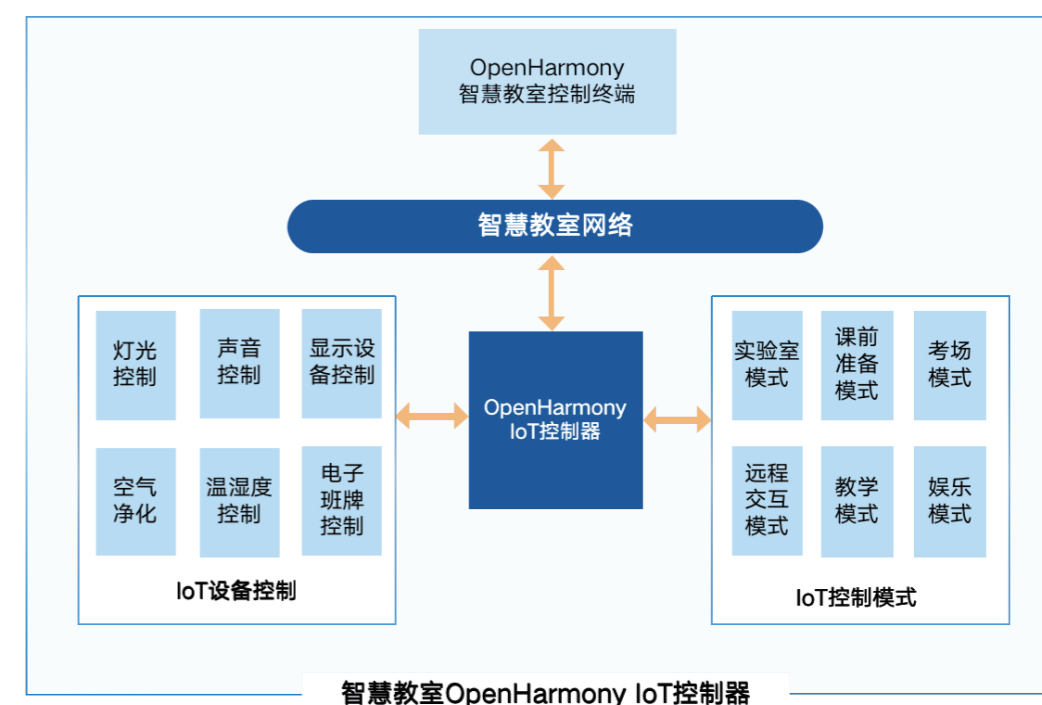 OpenHarmony
智慧教室控制终端
智慧教室网络
灯光
控制
声音
控制
显示设
备控制
空气
净化
温湿度
控制
电子
班牌
控制
IoT设备控制
OpenHarmony
IoT控制器
实验室
模式
课前
准备
模式
考场
模式
远程
交互
模式
教学
模式
娱乐
模式
IoT控制模式
智慧教室OpenHarmony IoT控制器